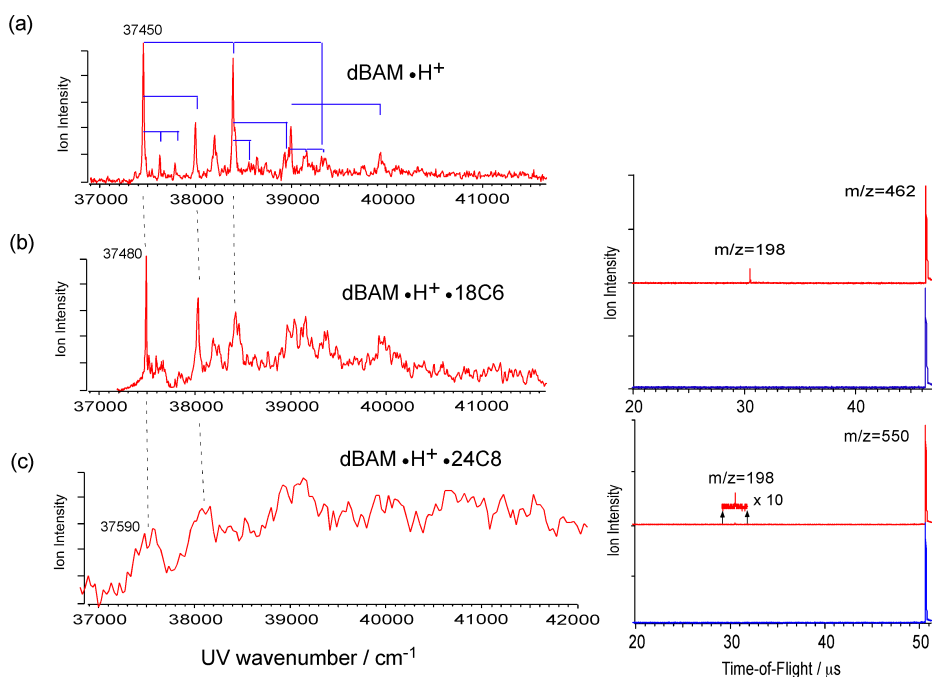 (a)
37450
dBAM •H+
Ion Intensity
37000 38000 39000 40000 41000
(b)
37480
dBAM •H+ •18C6
Ion Intensity
37000 38000 39000 40000 41000
(c)
dBAM •H+ •24C8
37590
Ion Intensity
37000 38000 39000 40000 41000 42000
UV wavenumber / cm-1
m/z=462
m/z=198
Ion Intensity
20 30 40
m/z=550
m/z=198
x 10
Ion Intensity
20 30 40 50
Time-of-Flight / μs